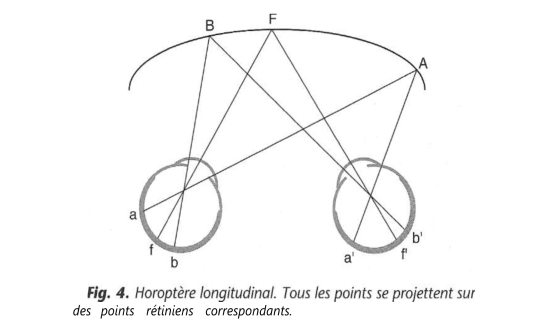 B F
A
a
f
b
a'
f'
b'
Fig. 4. Horoptère longitudinal. Tous les points se projettent sur
des points rétiniens correspondants.